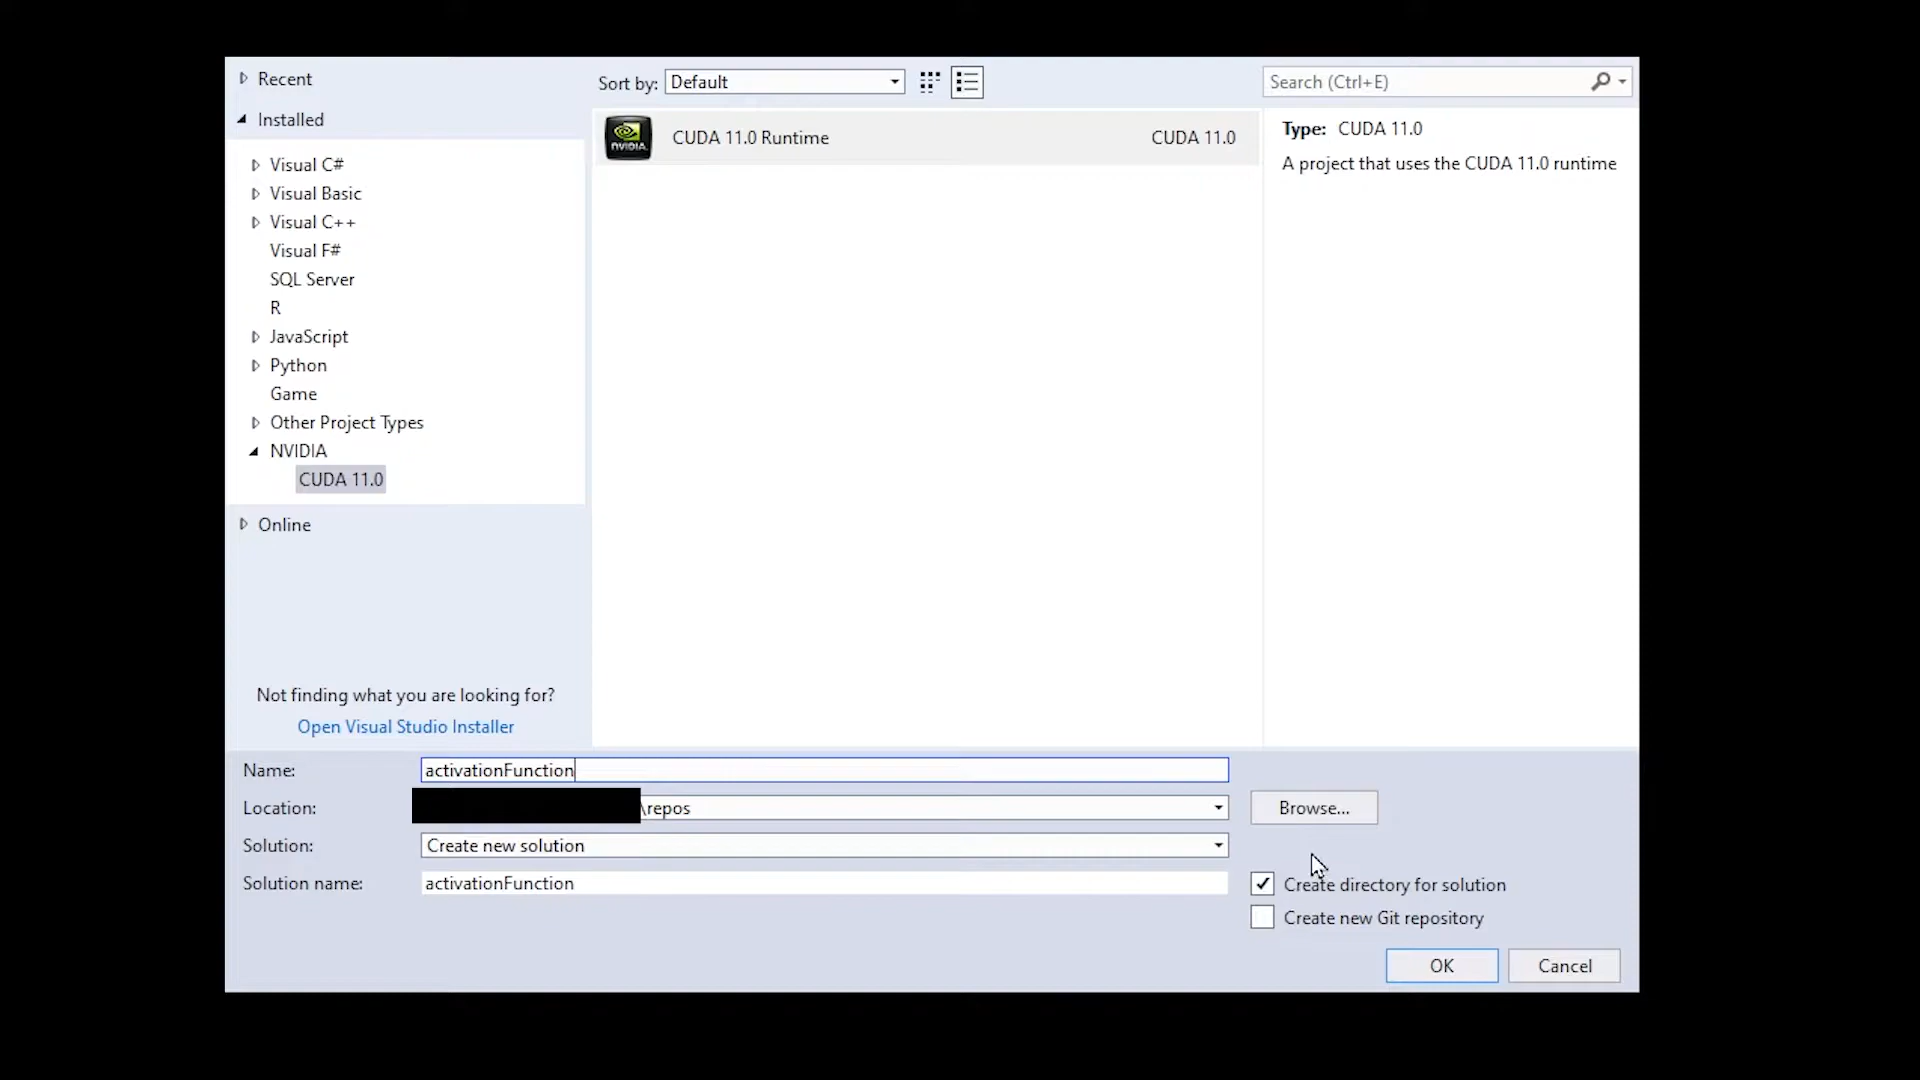 Recent
Installed
Visual C#
Visual Basic
Visual C++
Visual F#
SQL Server
R
JavaScript
Python
Game
Other Project Types
NVIDIA
CUDA 11.0
Online
Not finding what you are looking for?
Open Visual Studio Installer
Sort by: Default
Search (Ctrl+E)
NVIDIA.
CUDA 11.0 Runtime CUDA 11.0
Type: CUDA 11.0
A project that uses the CUDA 11.0 runtime
Name: activationFunction
Location: \repos Browse...
Solution: Create new solution
Solution name: activationFunction
Create directory for solution
Create new Git repository
OK Cancel